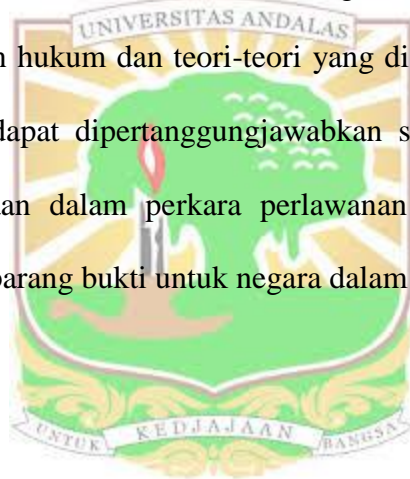 UNIVERSITAS ANDALAS
hukum dan teori-teori yang di
dapat dipertanggungjawabkan s
an dalam perkara perlawanan
barang bukti untuk negara dalam
UNTUK KEDJAJAAN BANGSA